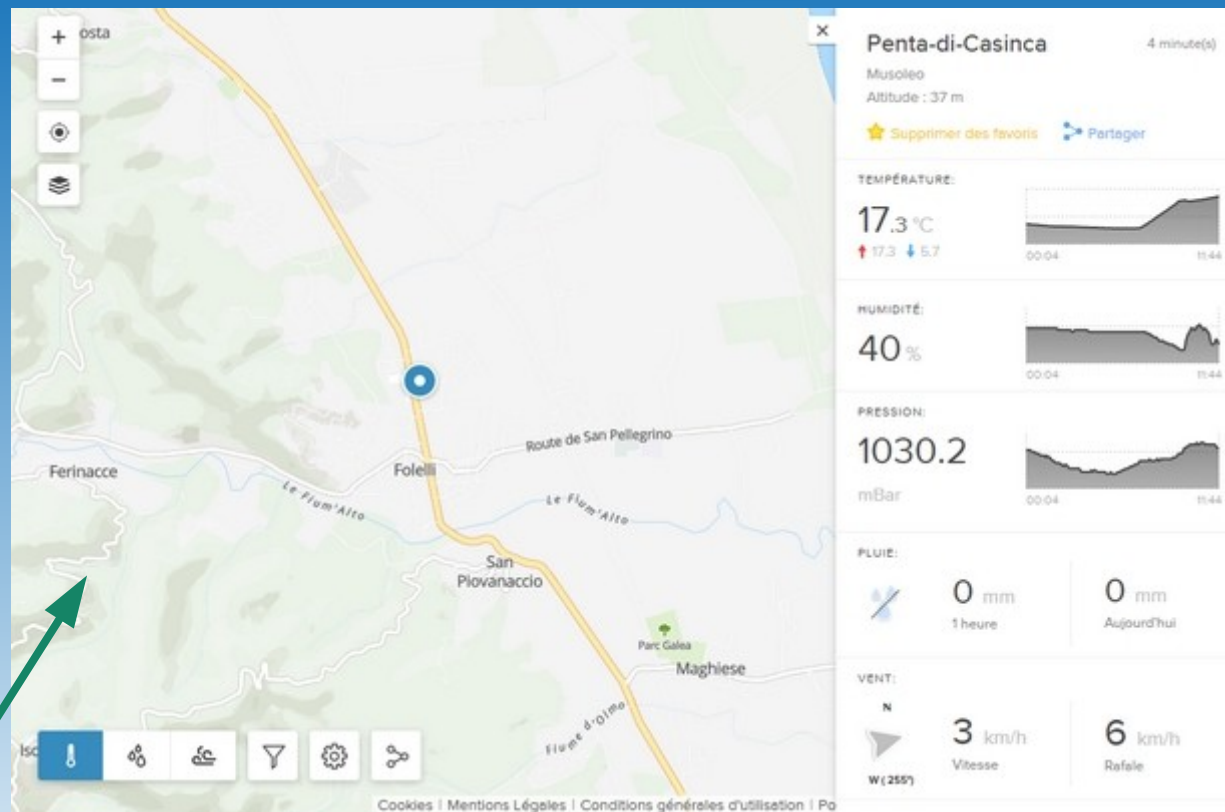 +
osta
−
Ferinacce
Le Fium'Alto
Folelli
Route de San Pellegrino
Le Fium'Alto
San
Piovanaccio
Parc Galea
Maghiese
Fiume d'Olmo
Cookies | Mentions Légales | Conditions générales d'utilisation | Po
×
Penta-di-Casinca
4 minute(s)
Musoleo
Altitude : 37 m
Supprimer des favoris
Partager
TEMPÉRATURE:
17.3 °C
17.3 5.7
00:04 11:44
HUMIDITÉ:
40 %
00:04 11:44
PRESSION:
1030.2
mBar
00:04 11:44
PLUIE:
0 mm
1 heure
0 mm
Aujourd'hui
VENT:
N
W (255°)
3 km/h
Vitesse
6 km/h
Rafale